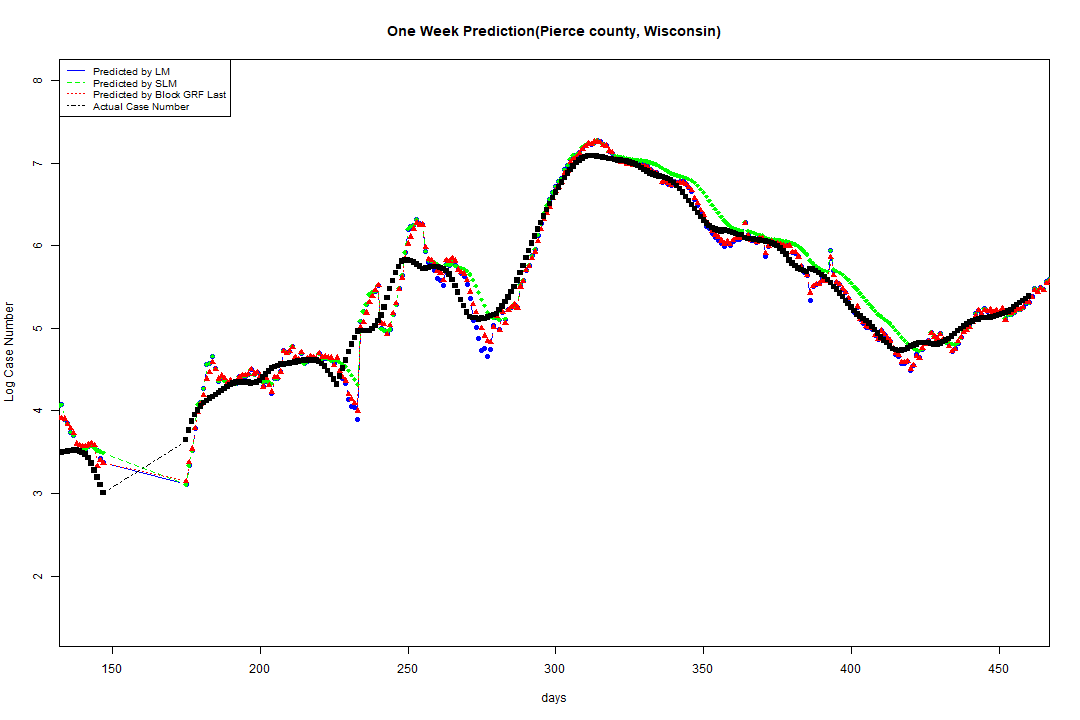 One Week Prediction(Pierce county, Wisconsin)
Predicted by LM
Predicted by SLM
Predicted by Block GRF Last
Actual Case Number
8
7
6
5
4
3
2
Log Case Number
150 200 250 300 350 400 450
days